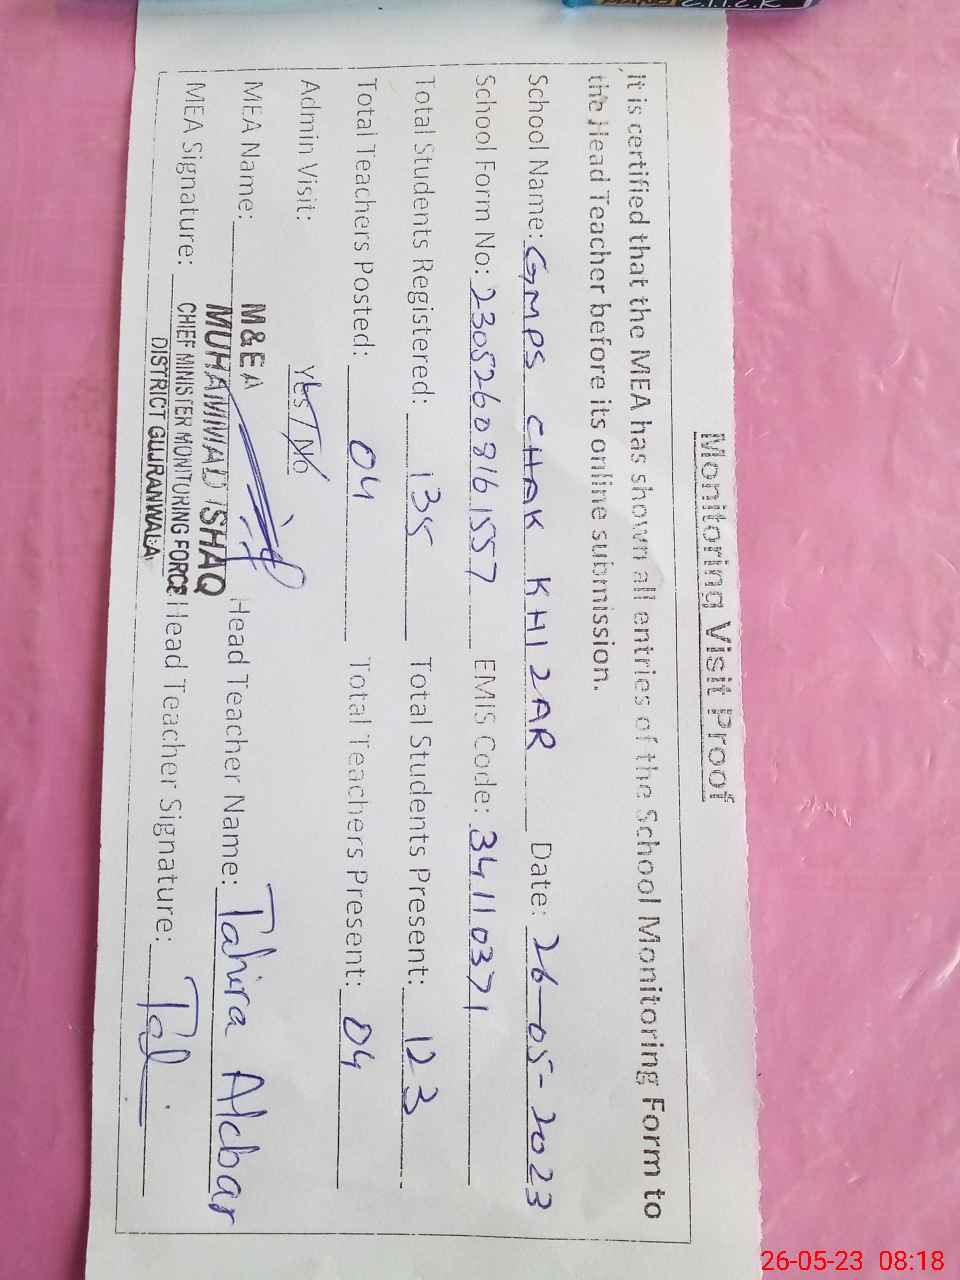 Monitoring Visit Proof
It is certified that the MEA has shown all entries of the School Monitoring Form to
the Head Teacher before its online submission.
School Name: GMPS CHAK KHI 2AR Date: 26-05-2023
School Form No: 23052608161557 EMIS Code: 34110371
Total Students Registered: 135 Total Students Present: 123
Total Teachers Posted: 04 Total Teachers Present: 04
Admin Visit: Yes / No
MEA Name: M&EA MUHAMMAD ISHAQ Head Teacher Name: Tahira Akbar
MEA Signature: CHIEF MINISTER MONITORING FORCE Head Teacher Signature:
DISTRICT GUJRANWALA
26-05-23 08:18